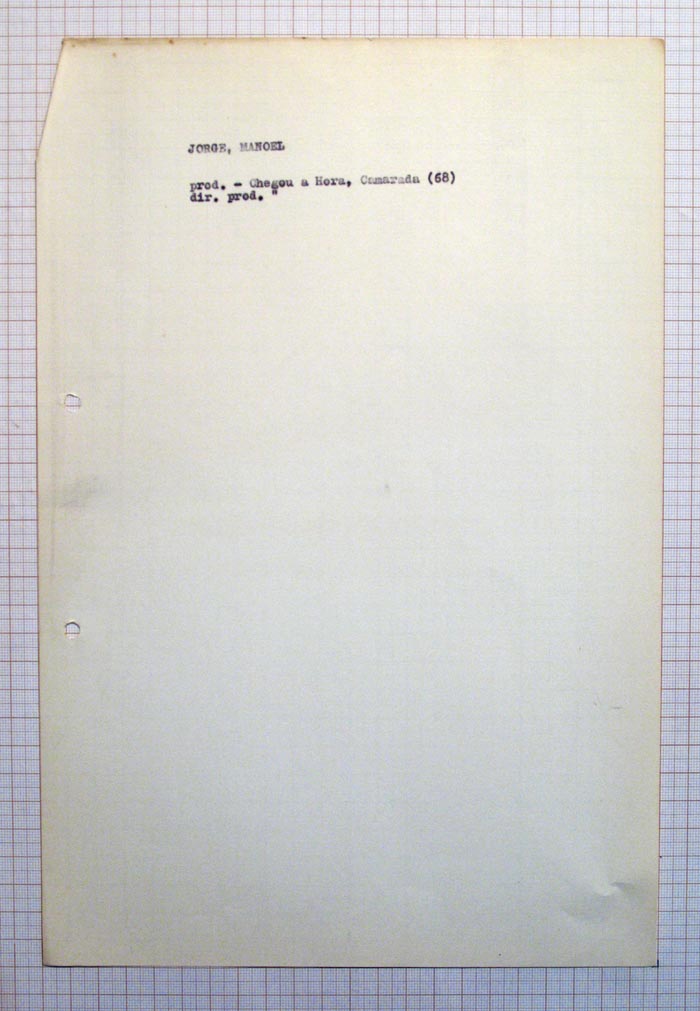 JORGE, MANOEL
prod. - Chegou a Hora, Camarada (68)
dir. prod. "